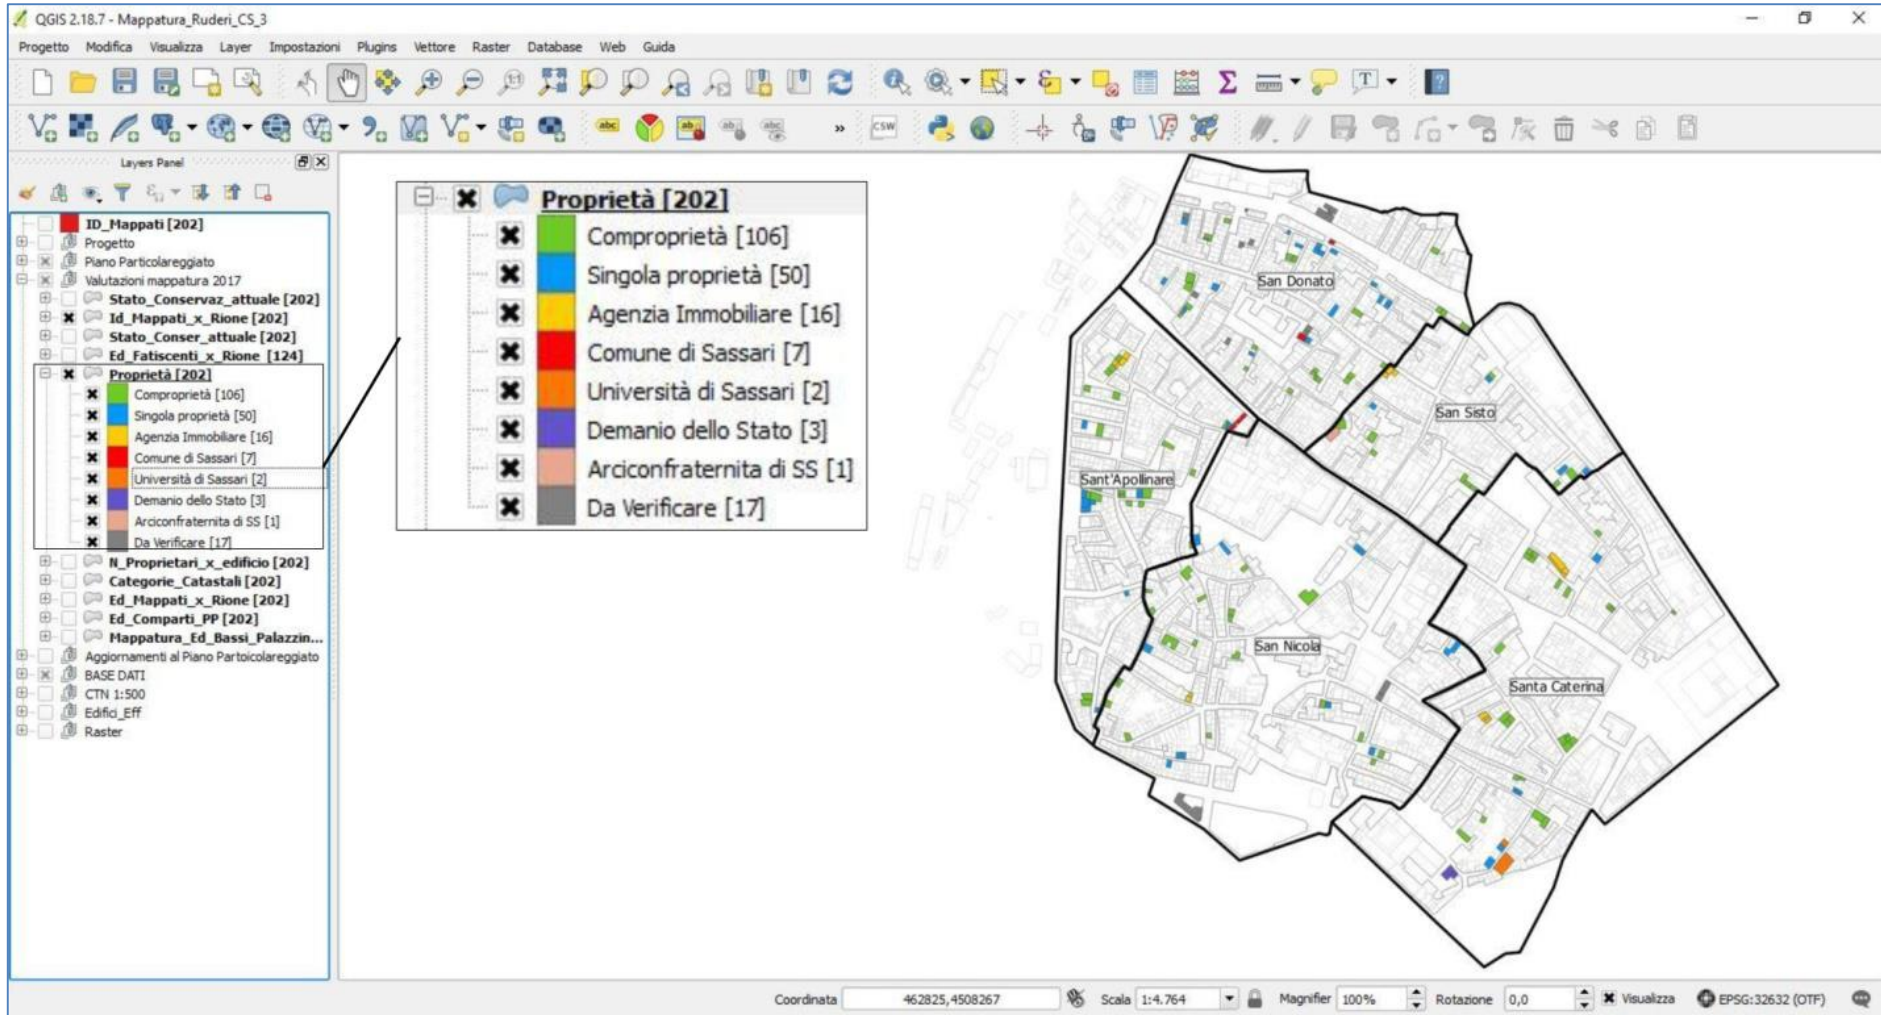 QGIS 2.18.7 - Mappatura_Ruderi_CS_3
Progetto Modifica Visualizza Layer Impostazioni Plugins Vettore Raster Database Web Guida
Layers Panel
ID_Mappati [202]
Progetto
Piano Particolareggiato
Valutazioni mappatura 2017
Stato_Conservaz_attuale [202]
Id_Mappati_x_Rione [202]
Stato_Conser_attuale [202]
Ed_Fatiscenti_x_Rione [124]
Proprietà [202]
Comproprietà [106]
Singola proprietà [50]
Agenzia Immobiliare [16]
Comune di Sassari [7]
Università di Sassari [2]
Demanio dello Stato [3]
Arciconfraternita di SS [1]
Da Verificare [17]
N_Proprietari_x_edificio [202]
Categorie_Catastali [202]
Ed_Mappati_x_Rione [202]
Ed_Comparti_PP [202]
Mappatura_Ed_Bassi_Palazzin...
Aggiornamenti al Piano Partoicolareggiato
BASE DATI
CTN 1:500
Edifici_Eff
Raster
Proprietà [202]
Comproprietà [106]
Singola proprietà [50]
Agenzia Immobiliare [16]
Comune di Sassari [7]
Università di Sassari [2]
Demanio dello Stato [3]
Arciconfraternita di SS [1]
Da Verificare [17]
San Donato
San Sisto
Sant'Apollinare
San Nicola
Santa Caterina
Coordinata 462825,4508267 Scala 1:4.764 Magnifier 100% Rotazione 0,0 Visualizza EPSG:32632 (OTF)